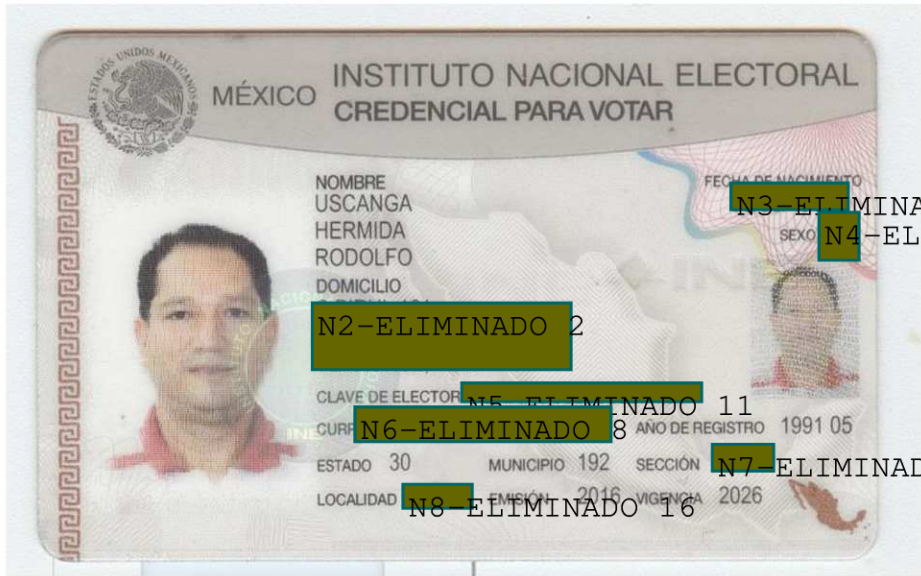 ESTADOS UNIDOS MEXICANOS
MÉXICO
INSTITUTO NACIONAL ELECTORAL
CREDENCIAL PARA VOTAR
NOMBRE
USCANGA
HERMIDA
RODOLFO
FECHA DE NACIMIENTO
N3-ELIMINA
SEXO N4-EL
DOMICILIO
N2-ELIMINADO 2
INE
CLAVE DE ELECTOR N5-ELIMINADO 11
CURP N6-ELIMINADO 8 AÑO DE REGISTRO 1991 05
ESTADO 30 MUNICIPIO 192 SECCIÓN N7-ELIMINAD
LOCALIDAD N8-ELIMINADO 16 EMISIÓN 2016 VIGENCIA 2026